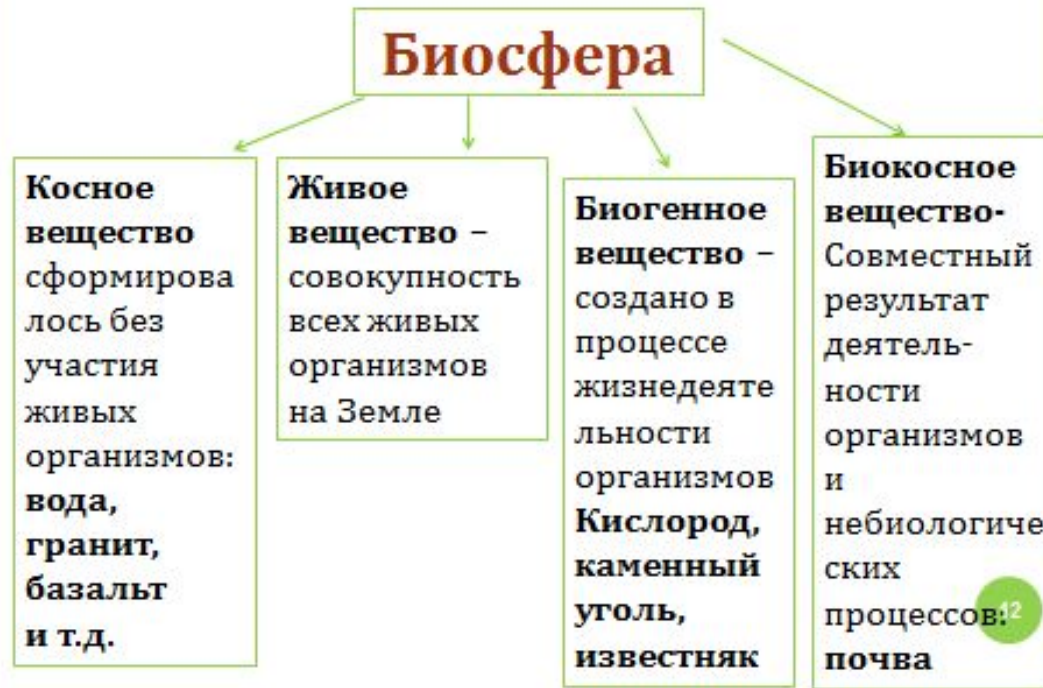 Биосфера
Косное
вещество
сформирова
лось без
участия
живых
организмов:
вода,
гранит,
базальт
и т.д.
Живое
вещество –
совокупность
всех живых
организмов
на Земле
Биогенное
вещество –
создано в
процессе
жизнедеяте
льности
организмов
Кислород,
каменный
уголь,
известняк
Биокосное
вещество-
Совместный
результат
деятель-
ности
организмов
и
небиологиче
ских
процессов:
почва
12